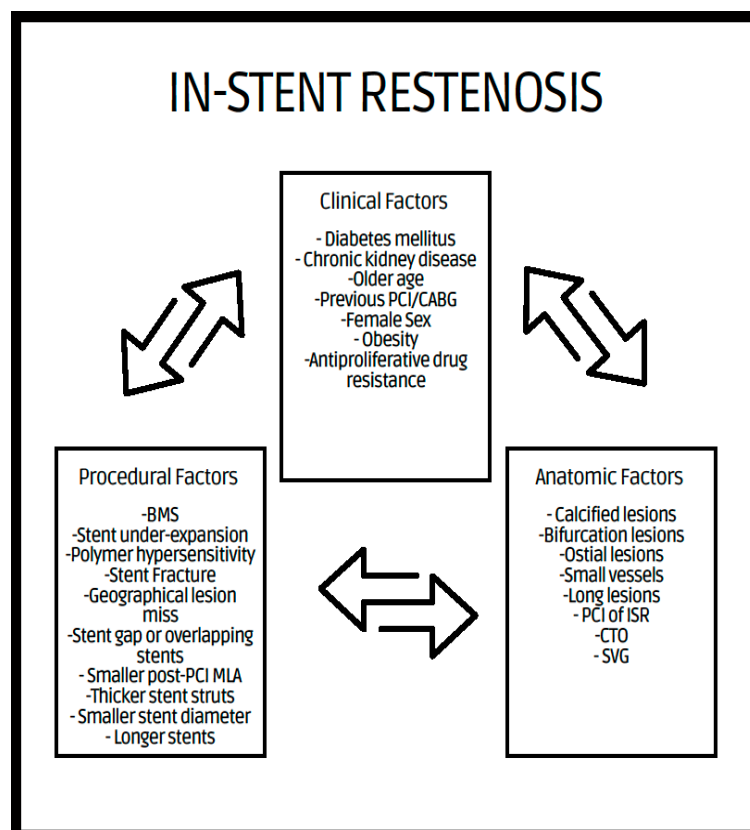 IN-STENT RESTENOSIS
Clinical Factors
- Diabetes mellitus
- Chronic kidney disease
-Older age
-Previous PCI/CABG
-Female Sex
- Obesity
-Antiproliferative drug
resistance
Procedural Factors
-BMS
-Stent under-expansion
-Polymer hypersensitivity
-Stent Fracture
-Geographical lesion
miss
-Stent gap or overlapping
stents
- Smaller post-PCI MLA
-Thicker stent struts
- Smaller stent diameter
- Longer stents
Anatomic Factors
- Calcified lesions
-Bifurcation lesions
-Ostial lesions
-Small vessels
-Long lesions
- PCI of ISR
-CTO
- SVG